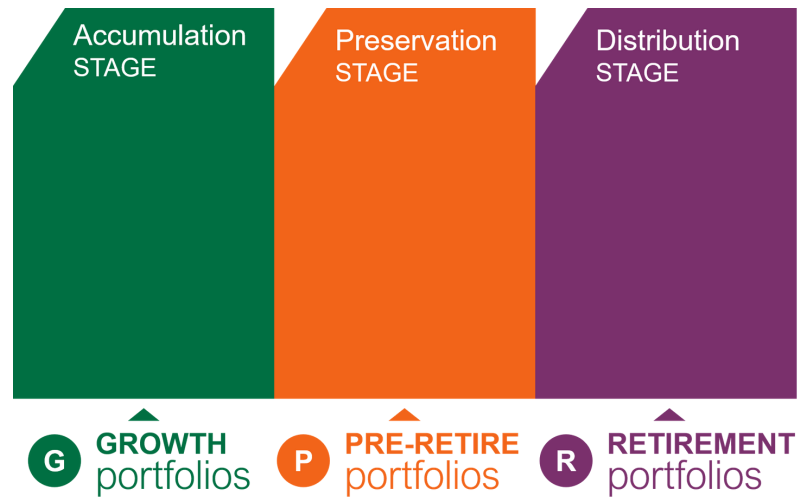 Accumulation
STAGE
Preservation
STAGE
Distribution
STAGE
G
GROWTH
portfolios
P
PRE-RETIRE
portfolios
R
RETIREMENT
portfolios